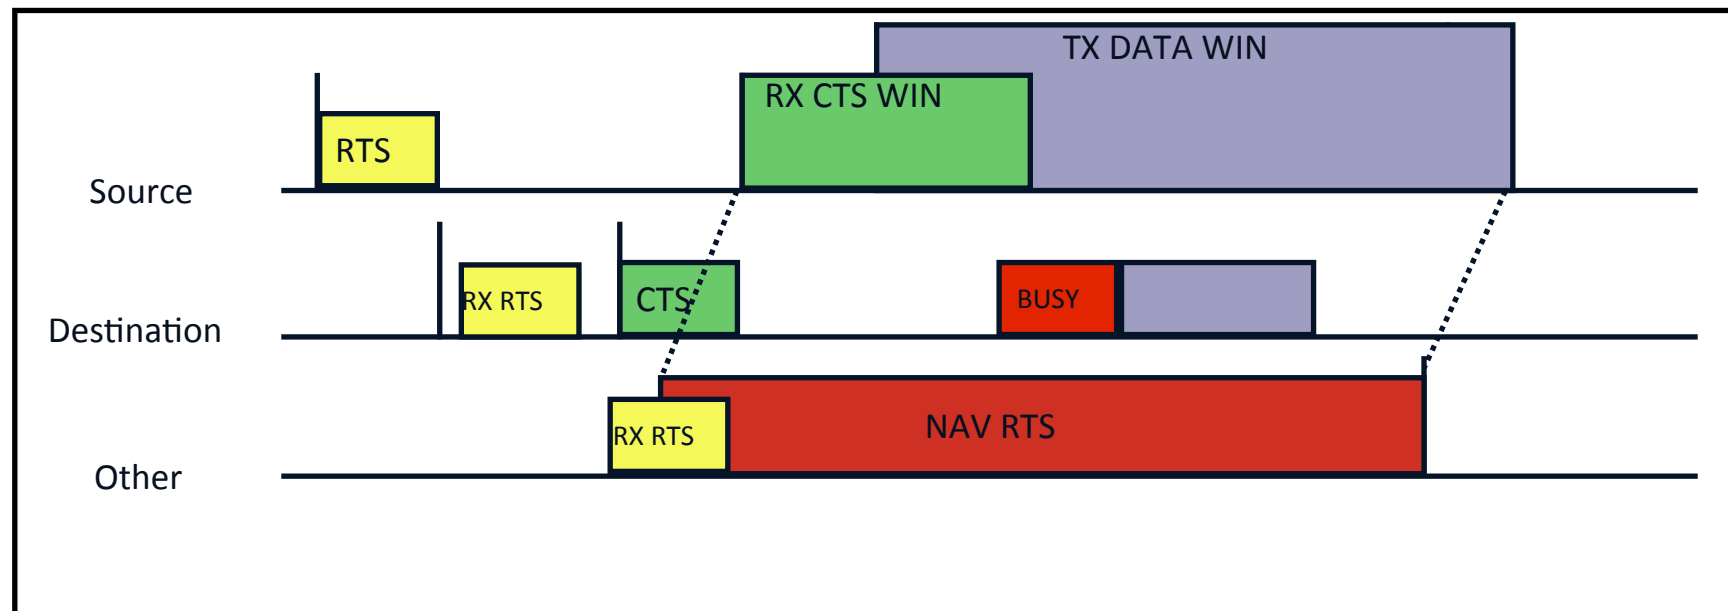 TX DATA WIN
RX CTS WIN
RTS
Source
RX RTS
CTS
BUSY
Destination
RX RTS
NAV RTS
Other